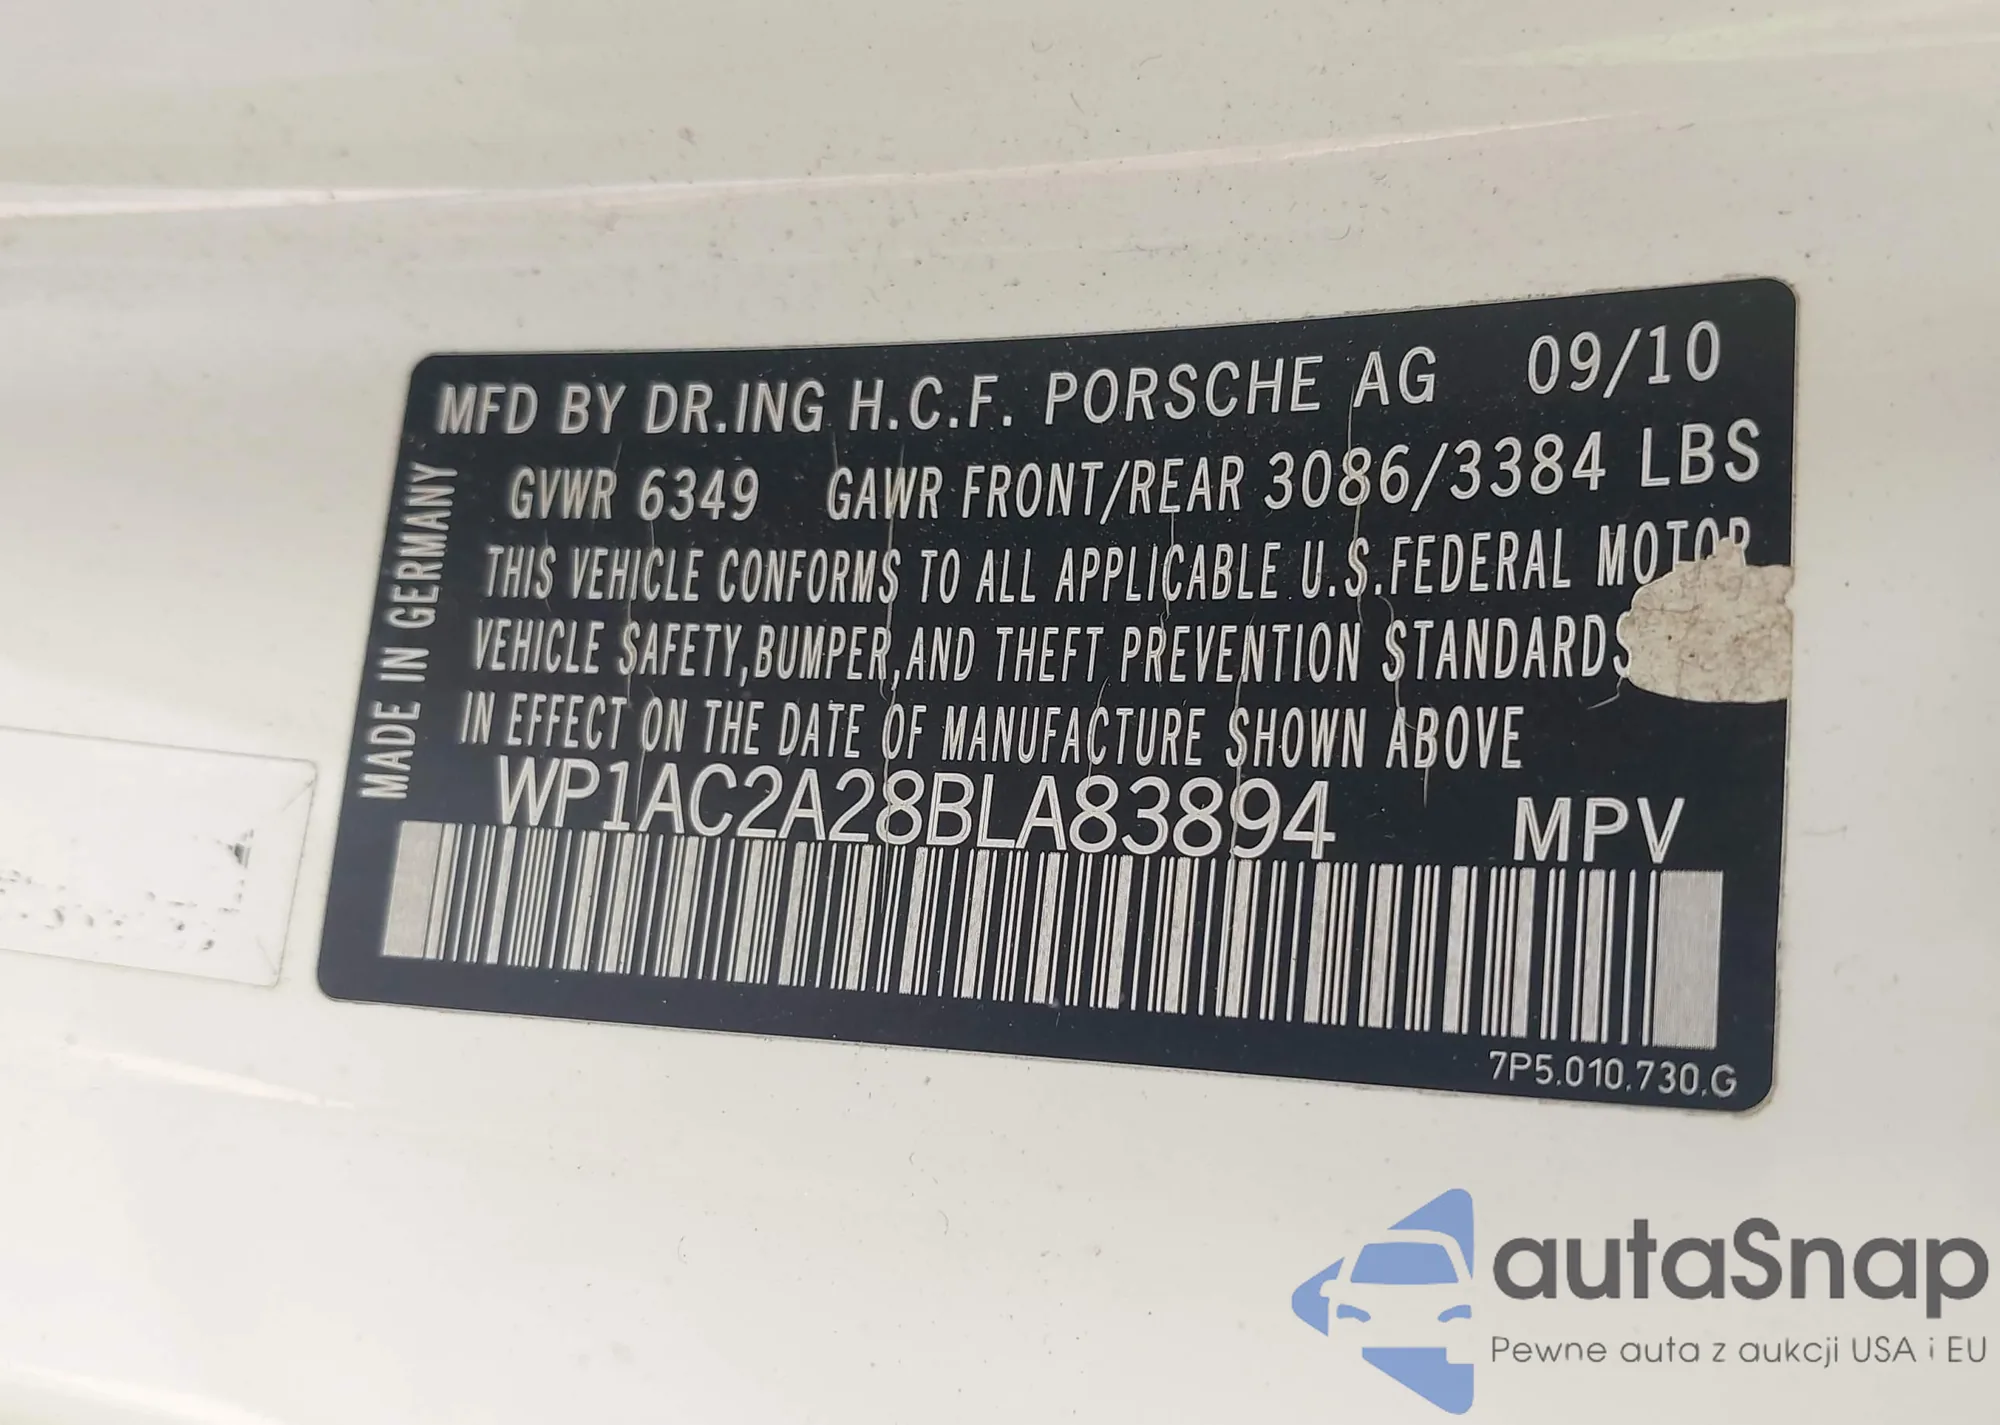 MFD BY DR.ING H.C.F. PORSCHE AG 09/10
GVWR 6349 GAWR FRONT/REAR 3086/3384 LBS
THIS VEHICLE CONFORMS TO ALL APPLICABLE U.S.FEDERAL MOTOR
VEHICLE SAFETY,BUMPER,AND THEFT PREVENTION STANDARDS
IN EFFECT ON THE DATE OF MANUFACTURE SHOWN ABOVE
WP1AC2A28BLA83894 MPV
7P5.010.730.G
MADE IN GERMANY
autaSnap
Pewne auta z aukcji USA i EU